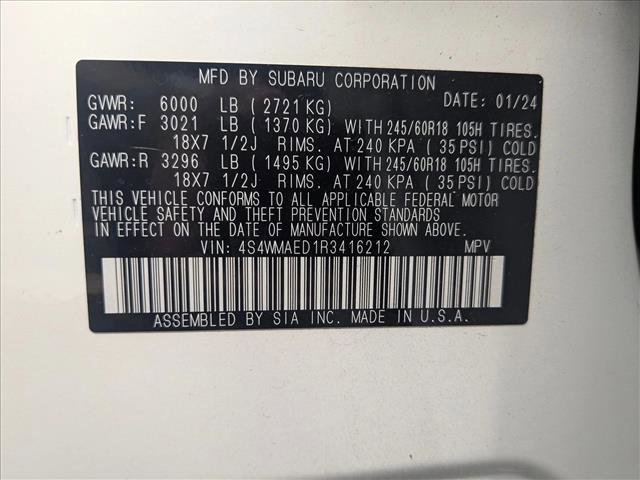 MFD BY SUBARU CORPORATION
GVWR: 6000 LB (2721 KG) DATE: 01/24
GAWR:F 3021 LB (1370 KG) WITH 245/60R18 105H TIRES.
18X7 1/2J RIMS. AT 240 KPA (35 PSI) COLD
GAWR:R 3296 LB (1495 KG) WITH 245/60R18 105H TIRES.
18X7 1/2J RIMS. AT 240 KPA (35 PSI) COLD
THIS VEHICLE CONFORMS TO ALL APPLICABLE FEDERAL MOTOR
VEHICLE SAFETY AND THEFT PREVENTION STANDARDS
IN EFFECT ON THE DATE OF MANUFACTURE SHOWN ABOVE.
VIN: 4S4WMAED1R3416212 MPV
ASSEMBLED BY SIA INC. MADE IN U.S.A.